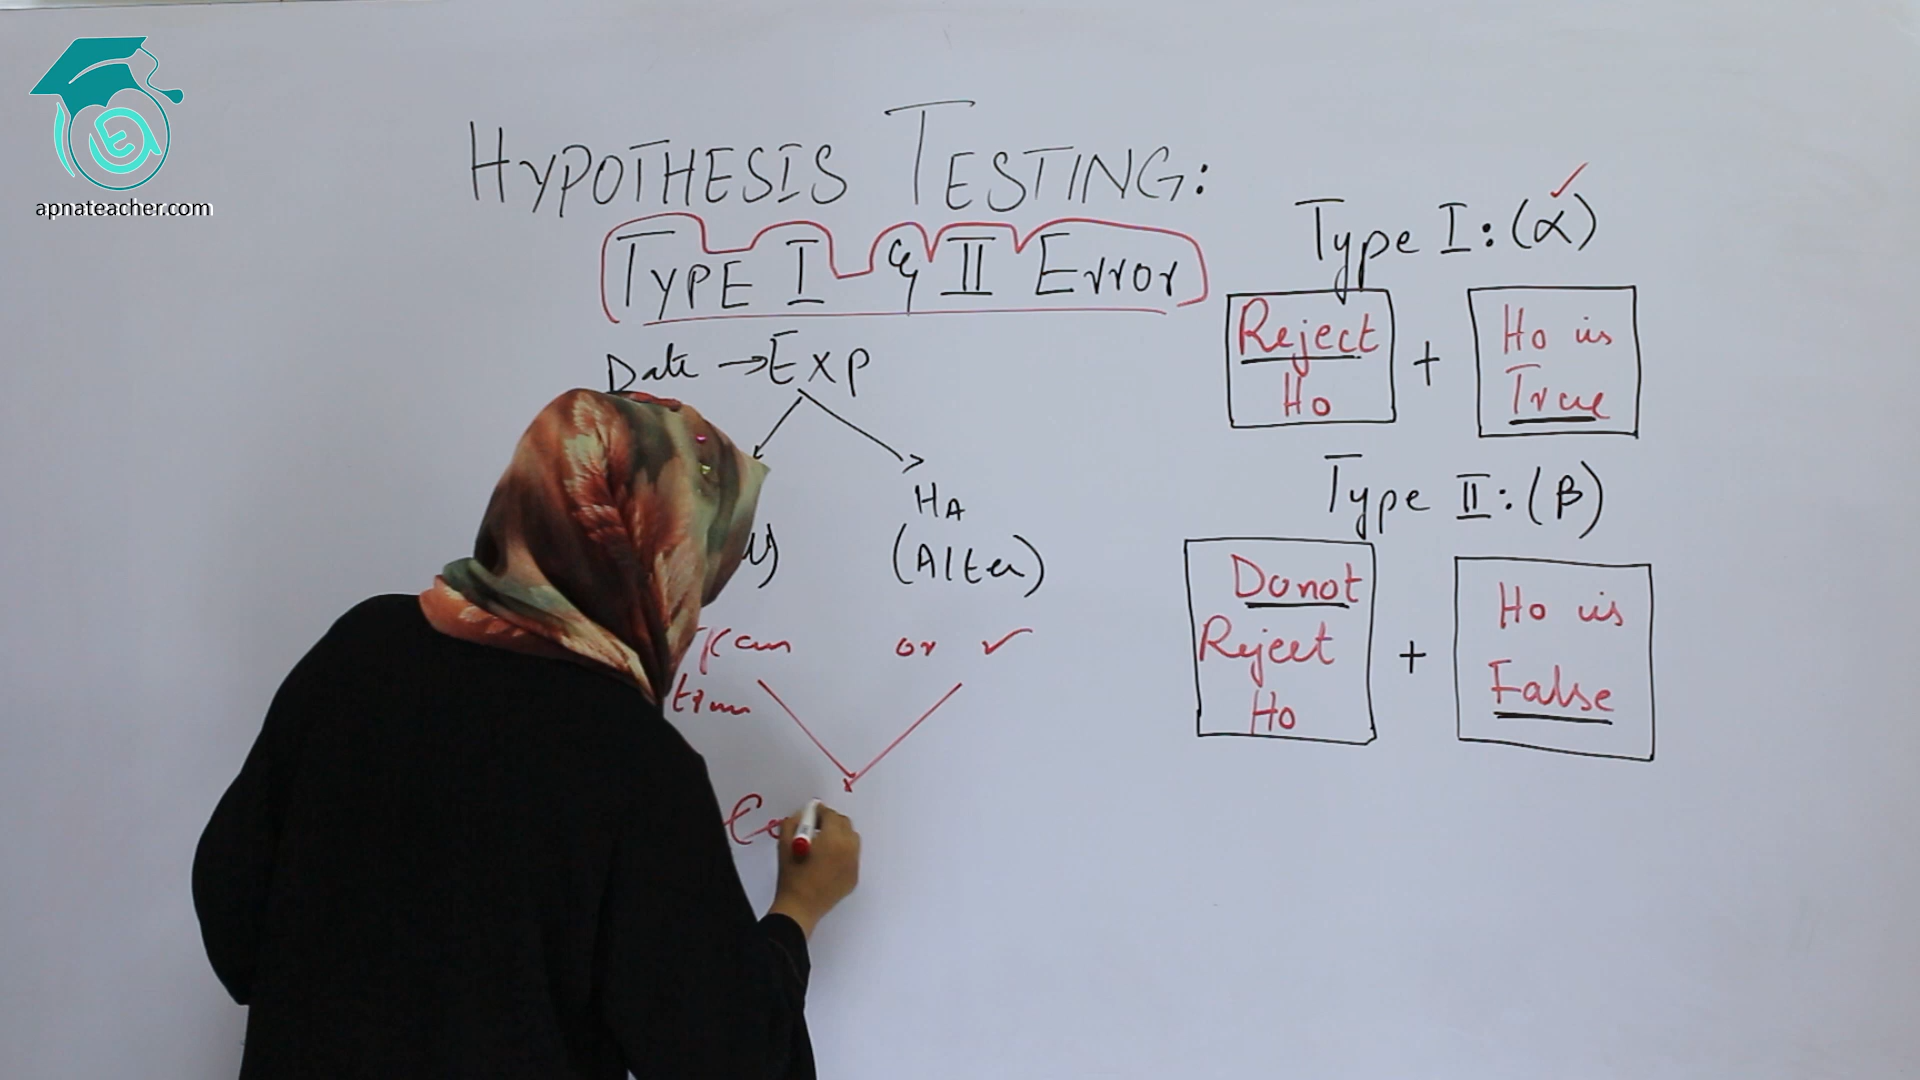 apnateacher.com
HYPOTHESIS TESTING:
TYPE I & II Error
Date → Exp
HA
(Alter)
or ✓
Type I: (α) ✓
Reject
Ho
+
Ho is
True
Type II: (β)
Donot
Reject
Ho
+
Ho is
False